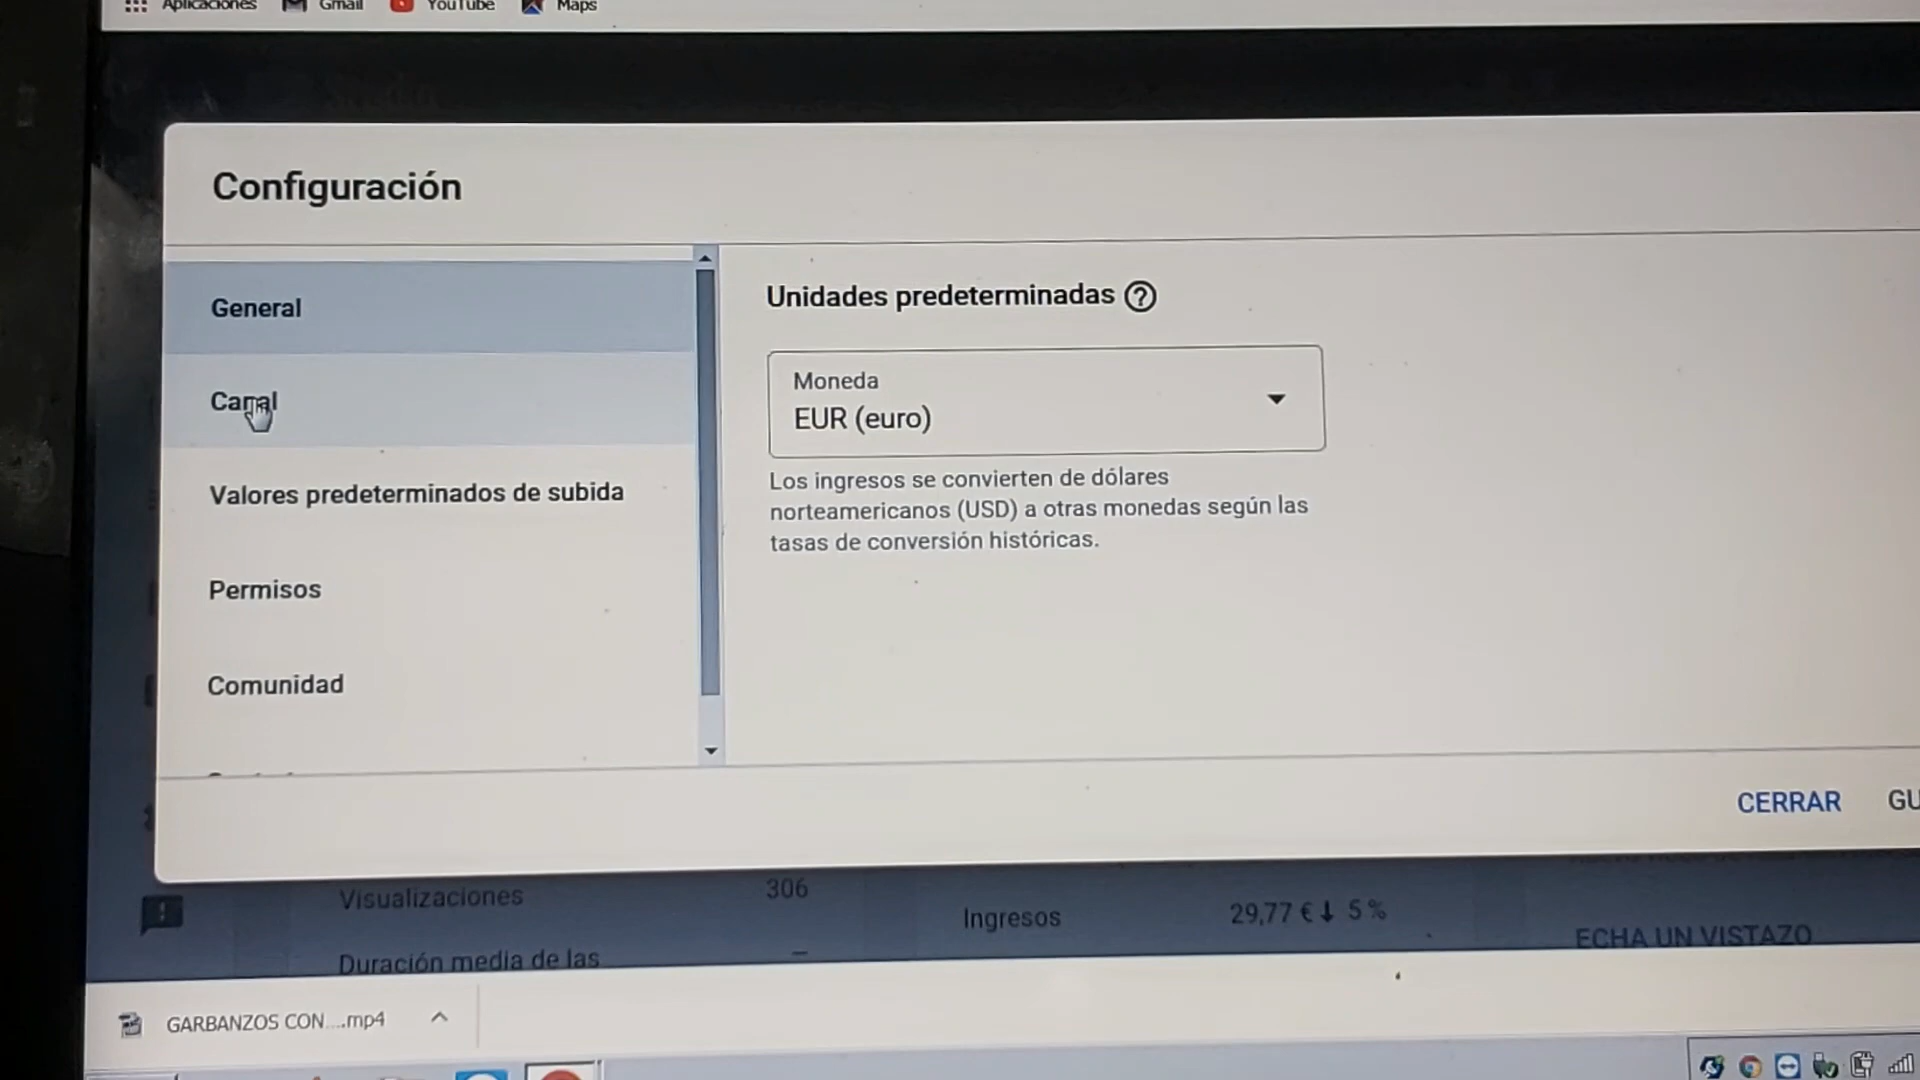 Aplicaciones Gmail YouTube Maps
Configuración
General
Canal
Valores predeterminados de subida
Permisos
Comunidad
Unidades predeterminadas ?
Moneda
EUR (euro)
Los ingresos se convierten de dólares
norteamericanos (USD) a otras monedas según las
tasas de conversión históricas.
CERRAR GU
Visualizaciones 306
Duración media de las —
Ingresos 29,77 € ↓ 5 %
ECHA UN VISTAZO
GARBANZOS CON....mp4